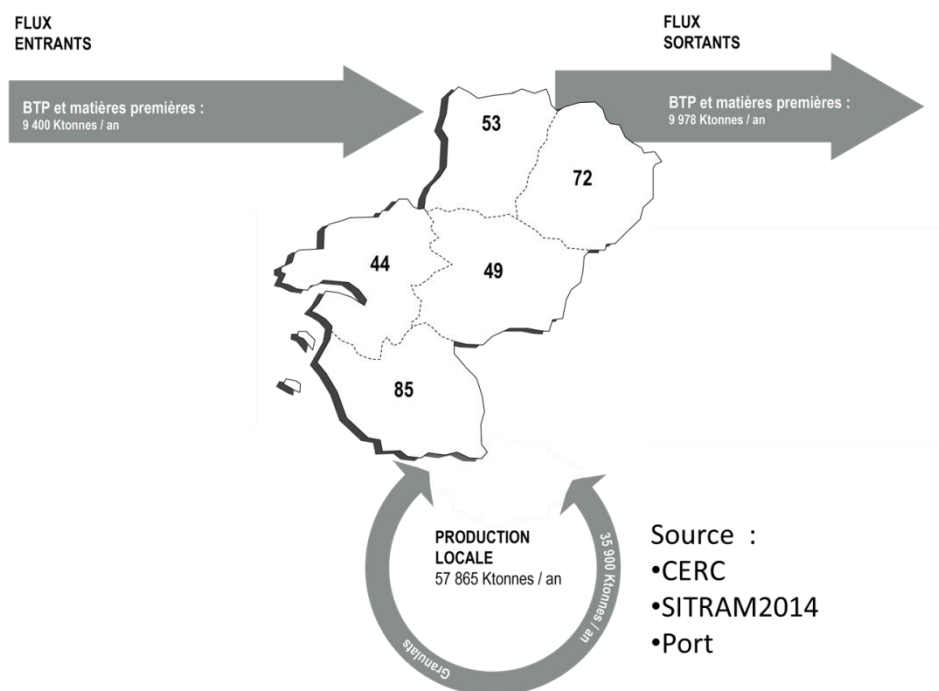 FLUX
ENTRANTS
FLUX
SORTANTS
BTP et matières premières :
9 400 Ktonnes / an
BTP et matières premières :
9 978 Ktonnes / an
53
72
44
49
85
PRODUCTION
LOCALE
57 865 Ktonnes / an
Granulats
35 900 Ktonnes / an
Source :
•CERC
•SITRAM2014
•Port